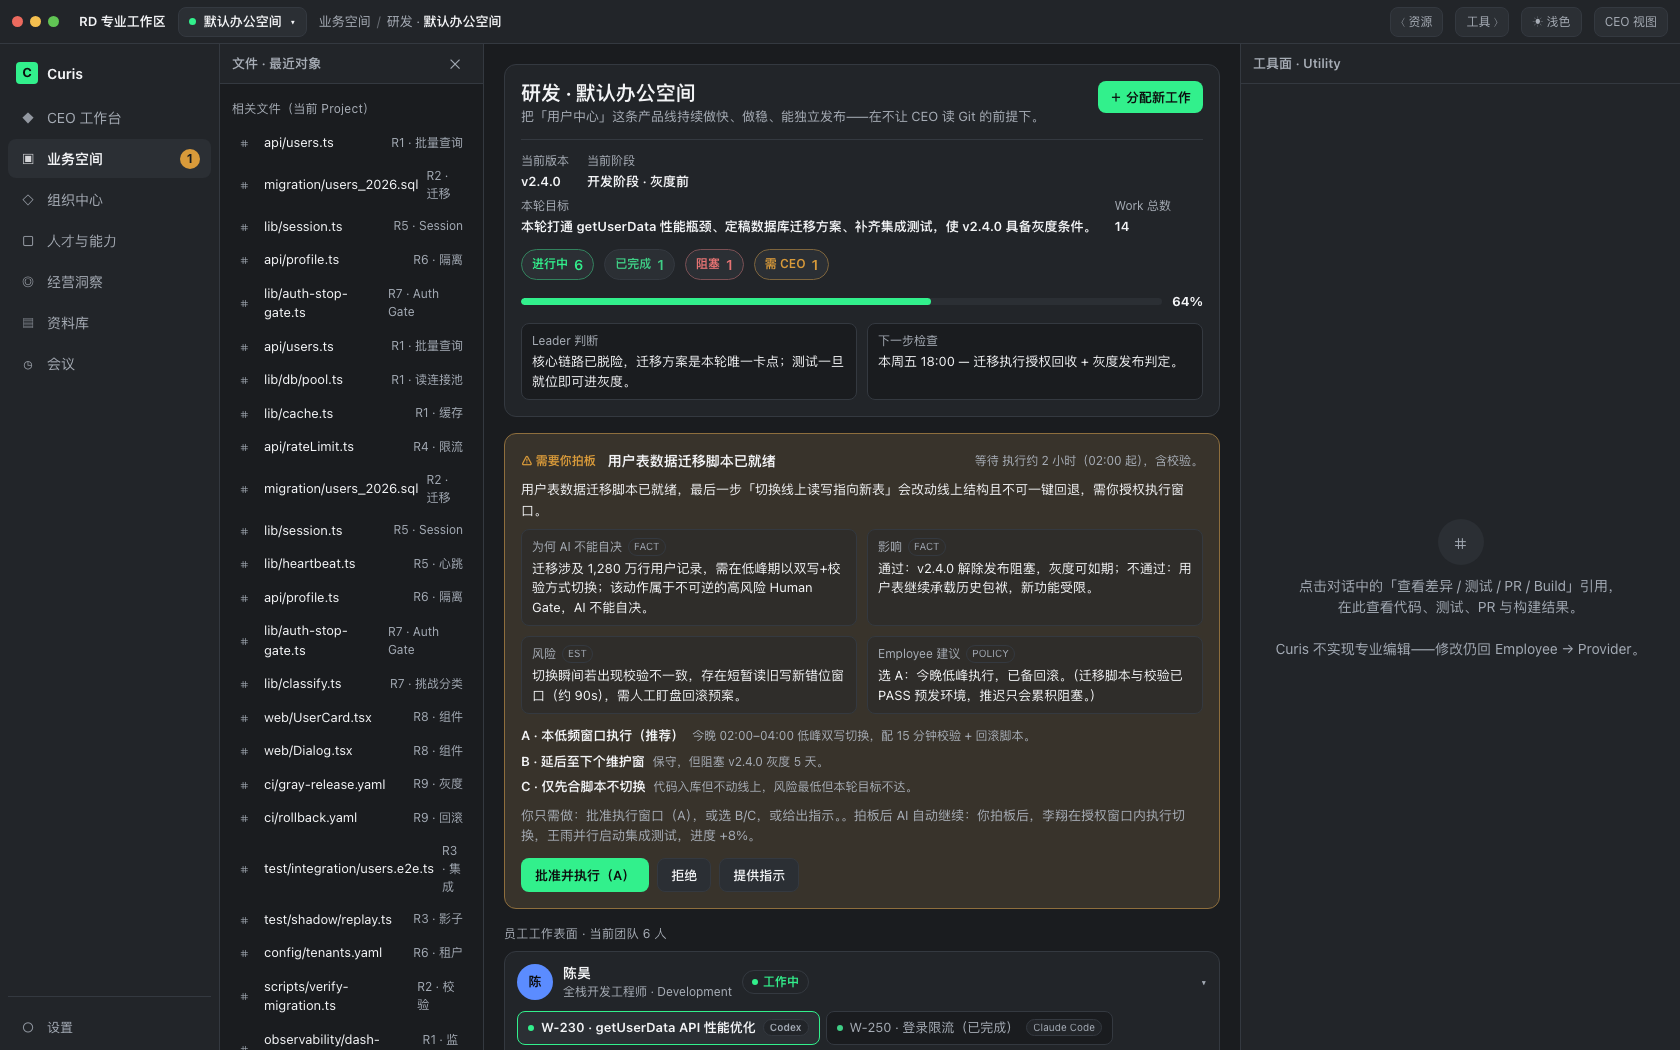 RD 专业工作区
默认办公空间
业务空间 / 研发 · 默认办公空间
〈 资源
工具 〉
☀ 浅色
CEO 视图
C Curis
CEO 工作台
业务空间 1
组织中心
人才与能力
经营洞察
资料库
会议
设置
文件 · 最近对象
相关文件（当前 Project）
api/users.ts R1 · 批量查询
migration/users_2026.sql R2 · 迁移
lib/session.ts R5 · Session
api/profile.ts R6 · 隔离
lib/auth-stop-gate.ts R7 · Auth Gate
api/users.ts R1 · 批量查询
lib/db/pool.ts R1 · 读连接池
lib/cache.ts R1 · 缓存
api/rateLimit.ts R4 · 限流
migration/users_2026.sql R2 · 迁移
lib/session.ts R5 · Session
lib/heartbeat.ts R5 · 心跳
api/profile.ts R6 · 隔离
lib/auth-stop-gate.ts R7 · Auth Gate
lib/classify.ts R7 · 挑战分类
web/UserCard.tsx R8 · 组件
web/Dialog.tsx R8 · 组件
ci/gray-release.yaml R9 · 灰度
ci/rollback.yaml R9 · 回滚
test/integration/users.e2e.ts R3 · 集成
test/shadow/replay.ts R3 · 影子
config/tenants.yaml R6 · 租户
scripts/verify-migration.ts R2 · 校验
observability/dash- R1 · 监
研发 · 默认办公空间
把「用户中心」这条产品线持续做快、做稳、能独立发布——在不让 CEO 读 Git 的前提下。
＋ 分配新工作
当前版本
v2.4.0
当前阶段
开发阶段 · 灰度前
本轮目标
本轮打通 getUserData 性能瓶颈、定稿数据库迁移方案、补齐集成测试，使 v2.4.0 具备灰度条件。
Work 总数
14
进行中 6
已完成 1
阻塞 1
需 CEO 1
64%
Leader 判断
核心链路已脱险，迁移方案是本轮唯一卡点；测试一旦
就位即可进灰度。
下一步检查
本周五 18:00 — 迁移执行授权回收 + 灰度发布判定。
⚠ 需要你拍板 用户表数据迁移脚本已就绪
等待 执行约 2 小时（02:00 起），含校验。
用户表数据迁移脚本已就绪，最后一步「切换线上读写指向新表」会改动线上结构且不可一键回退，需你授权执行窗
口。
为何 AI 不能自决 FACT
迁移涉及 1,280 万行用户记录，需在低峰期以双写+校
验方式切换；该动作属于不可逆的高风险 Human
Gate，AI 不能自决。
影响 FACT
通过：v2.4.0 解除发布阻塞，灰度可如期；不通过：用
户表继续承载历史包袱，新功能受限。
风险 EST
切换瞬间若出现校验不一致，存在短暂读旧写新错位窗
口（约 90s），需人工盯盘回滚预案。
Employee 建议 POLICY
选 A：今晚低峰执行，已备回滚。（迁移脚本与校验已
PASS 预发环境，推迟只会累积阻塞。）
A · 本低频窗口执行（推荐） 今晚 02:00–04:00 低峰双写切换，配 15 分钟校验 + 回滚脚本。
B · 延后至下个维护窗 保守，但阻塞 v2.4.0 灰度 5 天。
C · 仅先合脚本不切换 代码入库但不动线上，风险最低但本轮目标不达。
你只需做：批准执行窗口（A），或选 B/C，或给出指示。。拍板后 AI 自动继续：你拍板后，李翔在授权窗口内执行切
换，王雨并行启动集成测试，进度 +8%。
批准并执行（A）
拒绝
提供指示
员工工作表面 · 当前团队 6 人
陈
陈昊
全栈开发工程师 · Development
工作中
W-230 · getUserData API 性能优化 Codex
W-250 · 登录限流（已完成） Claude Code
工具面 · Utility
点击对话中的「查看差异 / 测试 / PR / Build」引用，
在此查看代码、测试、PR 与构建结果。
Curis 不实现专业编辑——修改仍回 Employee → Provider。